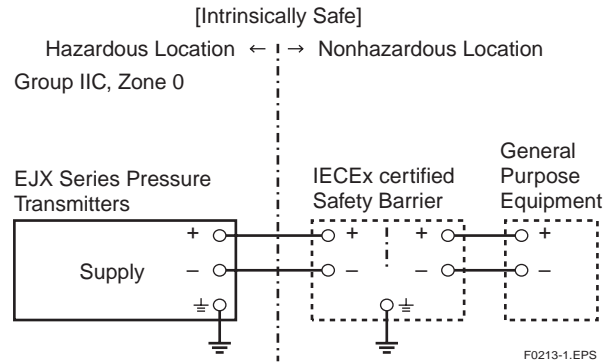 [Intrinsically Safe]
Hazardous Location ← → Nonhazardous Location
Group IIC, Zone 0
EJX Series Pressure
Transmitters
IECEx certified
Safety Barrier
General
Purpose
Equipment
+ + + +
Supply – – – –
F0213-1.EPS